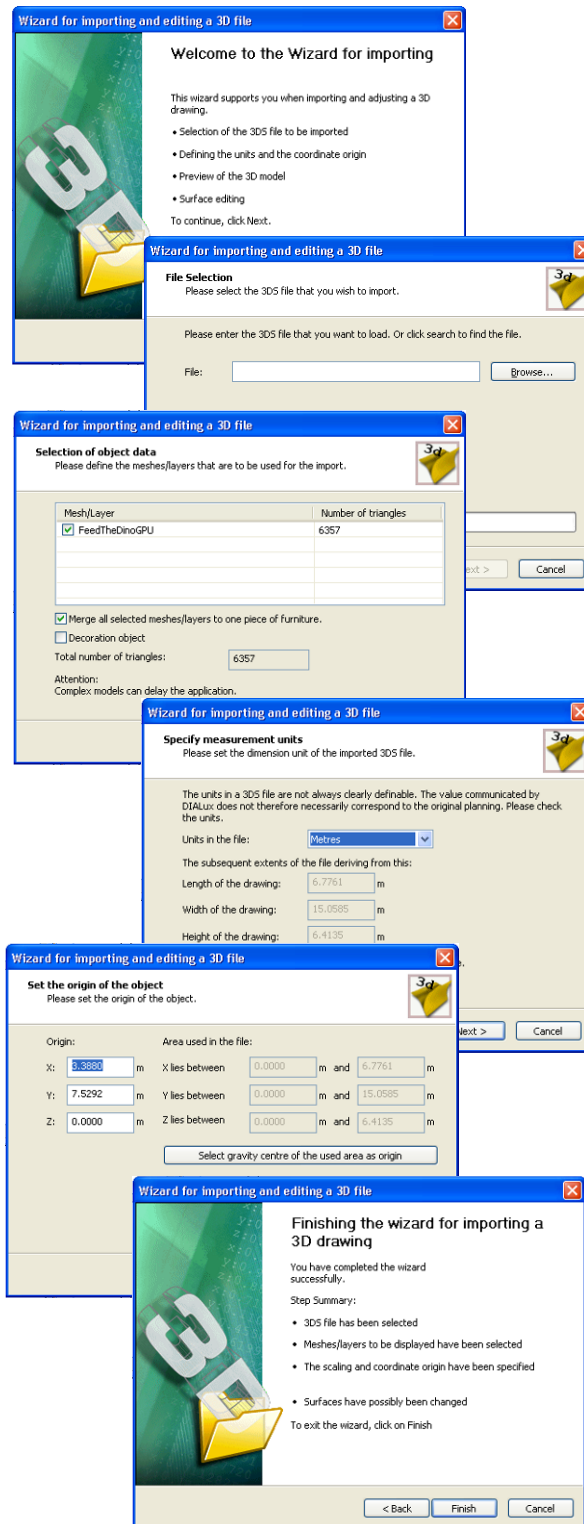 Wizard for importing and editing a 3D file
Welcome to the Wizard for importing
This wizard supports you when importing and adjusting a 3D
drawing.
• Selection of the 3DS file to be imported
• Defining the units and the coordinate origin
• Preview of the 3D model
• Surface editing
To continue, click Next.
Wizard for importing and editing a 3D file
File Selection
Please select the 3DS file that you wish to import.
3d
Please enter the 3DS file that you want to load. Or click search to find the file.
File: Browse...
Cancel
Wizard for importing and editing a 3D file
Selection of object data
Please define the meshes/layers that are to be used for the import.
3d
Mesh/Layer Number of triangles
FeedTheDinoGPU 6357
Merge all selected meshes/layers to one piece of furniture.
Decoration object
Total number of triangles: 6357
Attention:
Complex models can delay the application.
Wizard for importing and editing a 3D file
Specify measurement units
Please set the dimension unit of the imported 3DS file.
3d
The units in a 3DS file are not always clearly definable. The value communicated by
DIALux does not therefore necessarily correspond to the original planning. Please check
the units.
Units in the file: Metres
The subsequent extents of the file deriving from this:
Length of the drawing: 6.7761 m
Width of the drawing: 15.0585 m
Height of the drawing: 6.4135 m
Next > Cancel
Wizard for importing and editing a 3D file
Set the origin of the object
Please set the origin of the object.
3d
Origin: Area used in the file:
X: 3.3880 m X lies between 0.0000 m and 6.7761 m
Y: 7.5292 m Y lies between 0.0000 m and 15.0585 m
Z: 0.0000 m Z lies between 0.0000 m and 6.4135 m
Select gravity centre of the used area as origin
Wizard for importing and editing a 3D file
Finishing the wizard for importing a
3D drawing
You have completed the wizard
successfully.
Step Summary:
• 3DS file has been selected
• Meshes/layers to be displayed have been selected
• The scaling and coordinate origin have been specified
• Surfaces have possibly been changed
To exit the wizard, click on Finish
< Back Finish Cancel